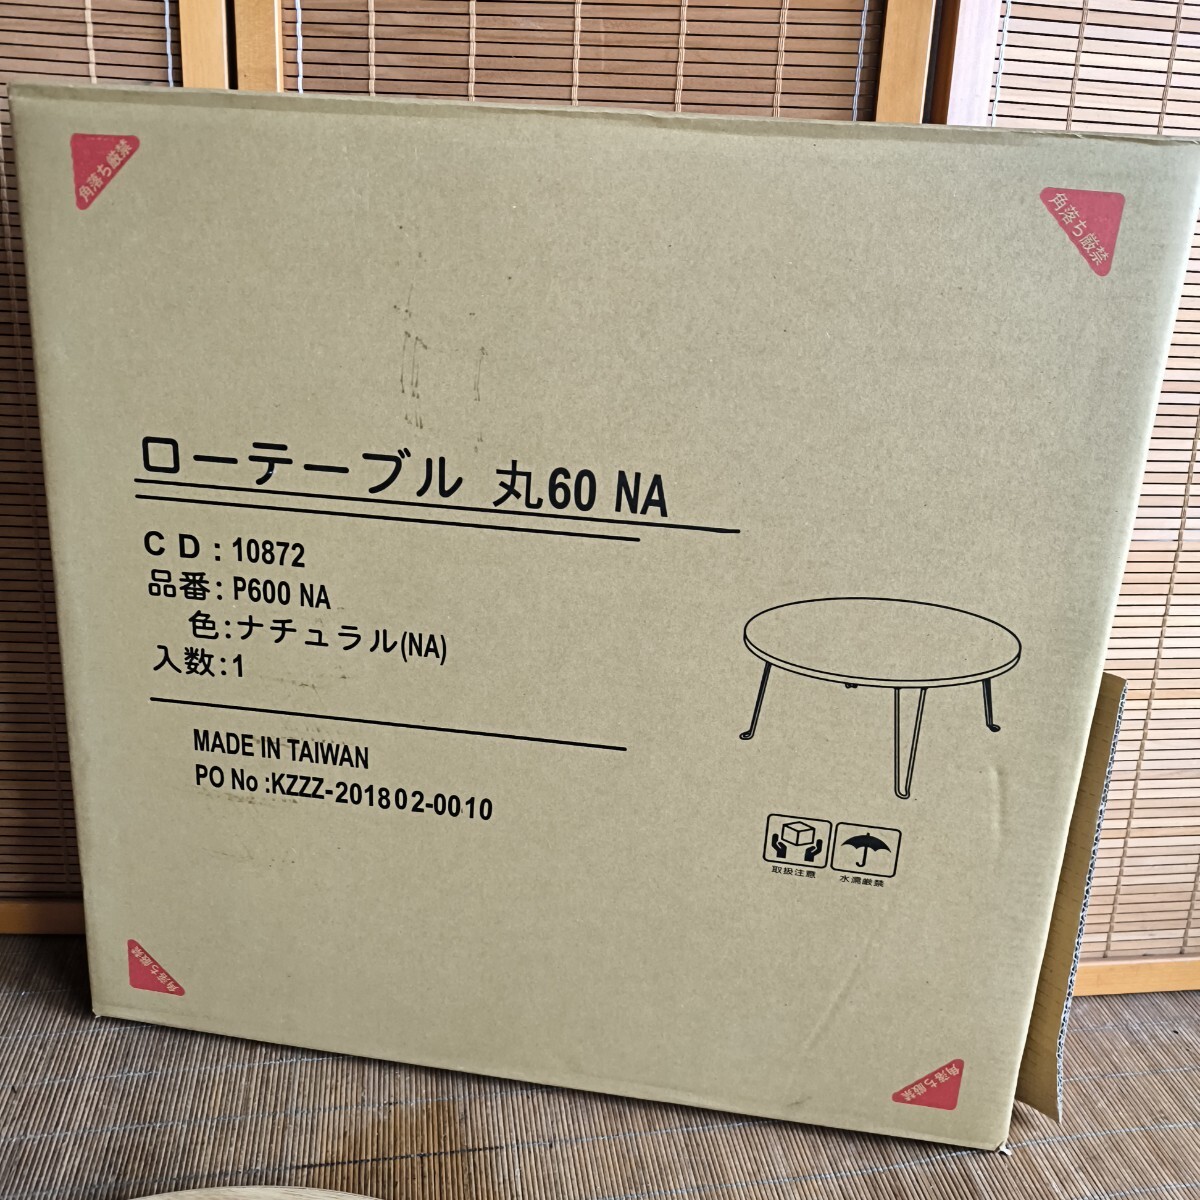 角落ち厳禁
角落ち厳禁
ローテーブル 丸60 NA
CD:10872
品番:P600 NA
色:ナチュラル(NA)
入数:1
MADE IN TAIWAN
PO No :KZZZ-201802-0010
取扱注意
水濡厳禁
角落ち厳禁
角落ち厳禁